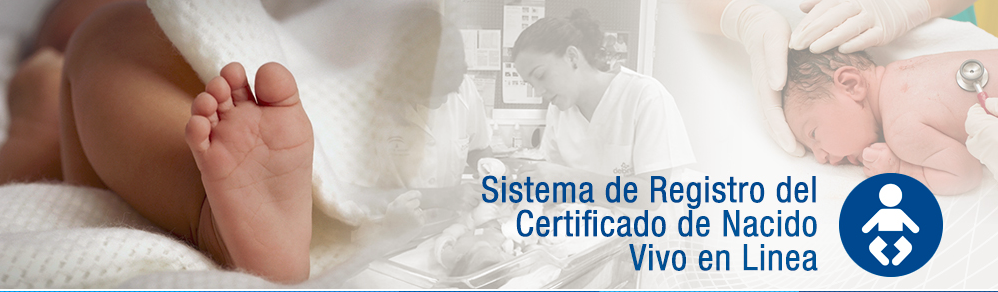 Sistema de Registro del
Certificado de Nacido
Vivo en Linea